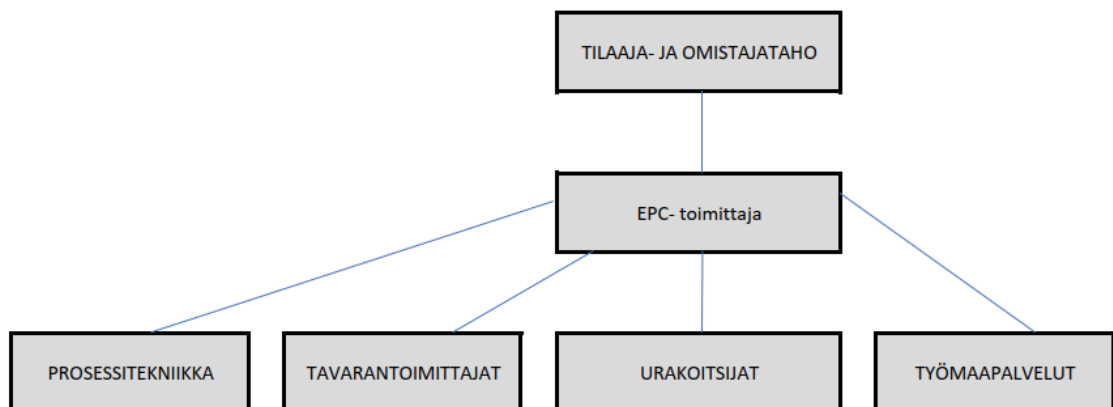 TILAAJA- JA OMISTAJATAHO
EPC- toimittaja
PROSESSITEKNIIKKA
TAVARANTOIMITTAJAT
URAKOITSIJAT
TYÖMAAPALVELUT